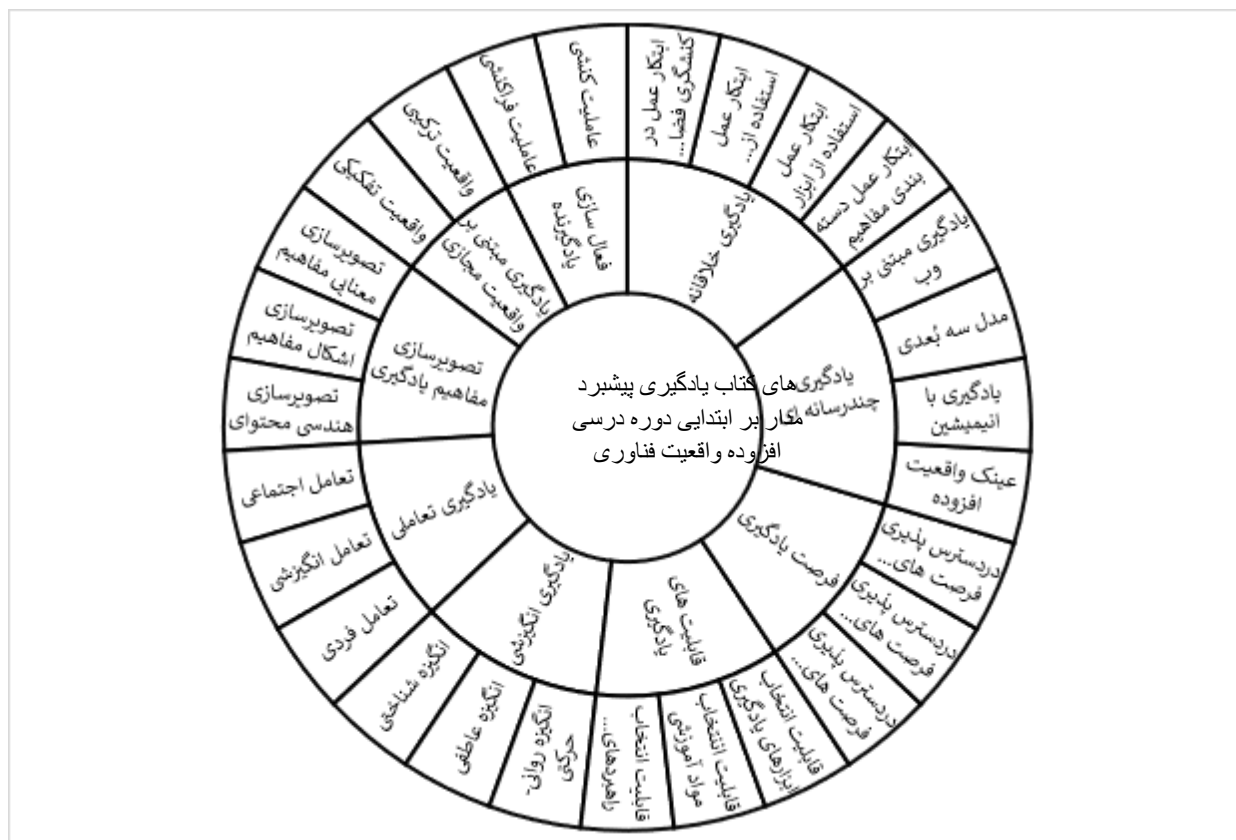 های کتاب یادگیری پیشبرد
مدار بر ابتدایی دوره درسی
افزوده واقعیت فناوری
یادگیری خلاقانه
یادگیری
چندرسانه ای
فرصت یادگیری
قابلیت های
یادگیری
یادگیری انگیزشی
یادگیری تعاملی
تصویرسازی
مفاهیم یادگیری
یادگیری مبتنی بر
واقعیت مجازی
فعال سازی
یادگیرنده
ابتکار عمل در
کنشگری فضا...
ابتکار عمل
استفاده از...
ابتکار عمل
استفاده از ابزار
ابتکار عمل دسته
بندی مفاهیم
یادگیری مبتنی بر
وب
مدل سه بُعدی
یادگیری با
انیمیشین
عینک واقعیت
افزوده
دردسترس پذیری
فرصت های...
دردسترس پذیری
فرصت های...
دردسترس پذیری
فرصت های...
قابلیت انتخاب
ابزارهای یادگیری
قابلیت اننتخاب
مواد آموزشی
قابلیت انتخاب
راهبردهای...
انگیزه روانی-
حرکتی
انگیزه عاطفی
انگیزه شناختی
تعامل فردی
تعامل انگیزشی
تعامل اجتماعی
تصویرسازی
هندسی محتوای
تصویرسازی
اشکال مفاهیم
تصویرسازی
معنایی مفاهیم
واقعیت تفکیکی
واقعیت ترکیبی
عاملیت فراکنشی
عاملیت کنشی